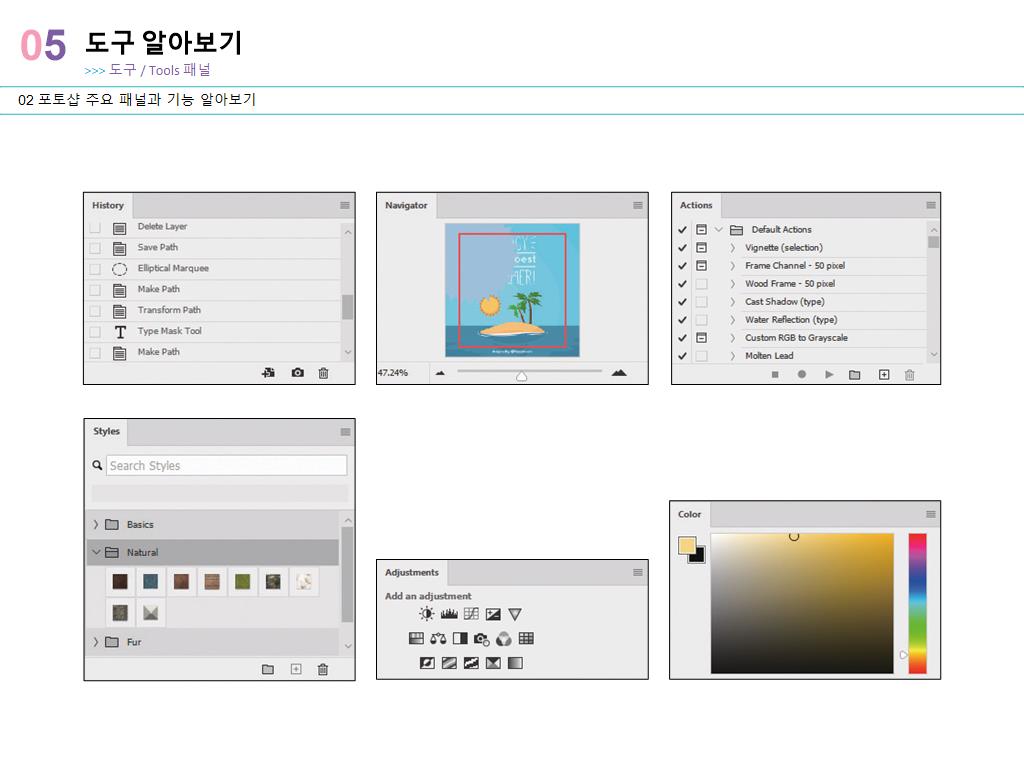 05 도구 알아보기
>>> 도구 / Tools 패널
02 포토샵 주요 패널과 기능 알아보기
History
Delete Layer
Save Path
Elliptical Marquee
Make Path
Transform Path
Type Mask Tool
Make Path
Navigator
47.24%
Actions
Default Actions
Vignette (selection)
Frame Channel - 50 pixel
Wood Frame - 50 pixel
Cast Shadow (type)
Water Reflection (type)
Custom RGB to Grayscale
Molten Lead
Styles
Search Styles
Basics
Natural
Fur
Adjustments
Add an adjustment
Color